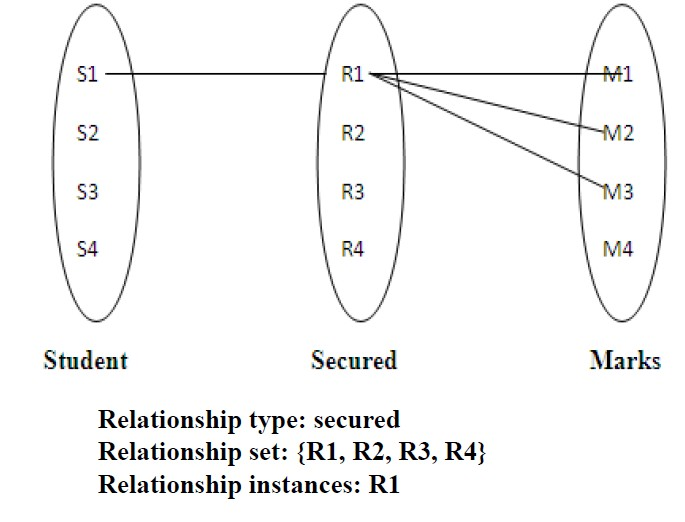 S1 R1 M1
S2 R2 M2
S3 R3 M3
S4 R4 M4
Student Secured Marks
Relationship type: secured
Relationship set: {R1, R2, R3, R4}
Relationship instances: R1